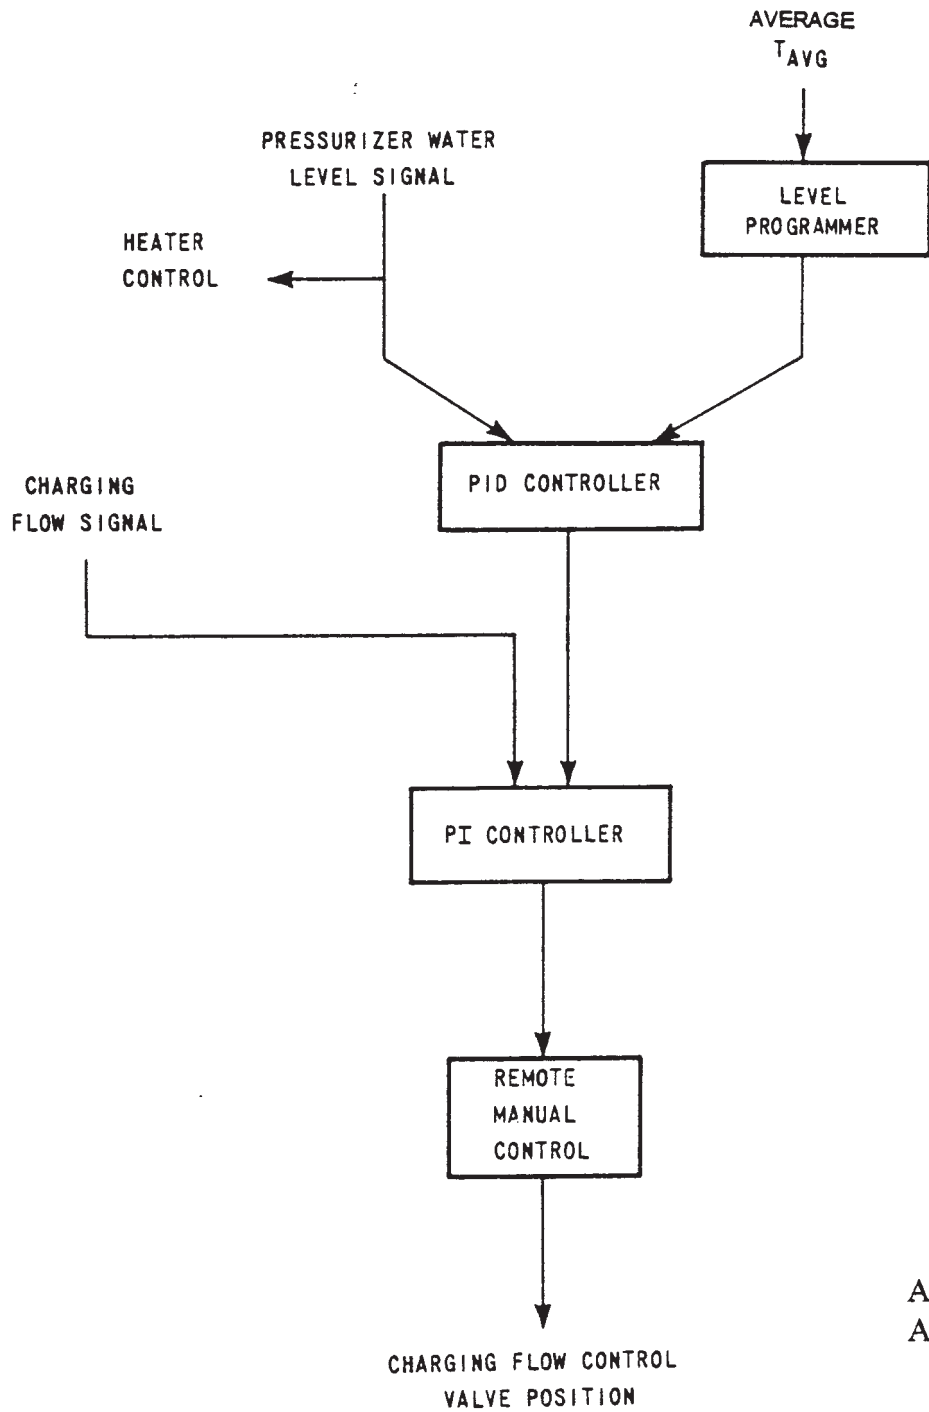 AVERAGE
TAVG
PRESSURIZER WATER
LEVEL SIGNAL
LEVEL
PROGRAMMER
HEATER
CONTROL
PID CONTROLLER
CHARGING
FLOW SIGNAL
PI CONTROLLER
REMOTE
MANUAL
CONTROL
A
A
CHARGING FLOW CONTROL
VALVE POSITION